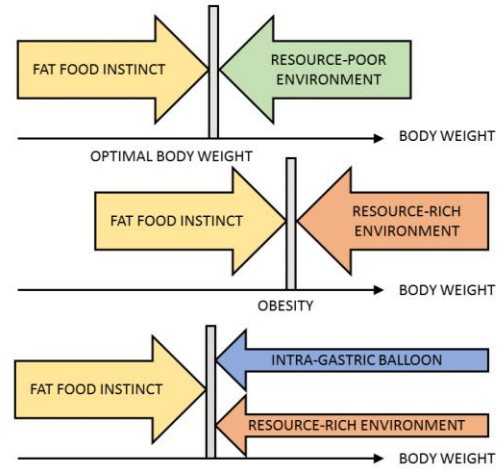 FAT FOOD INSTINCT
RESOURCE-POOR
ENVIRONMENT
BODY WEIGHT
OPTIMAL BODY WEIGHT
FAT FOOD INSTINCT
RESOURCE-RICH
ENVIRONMENT
BODY WEIGHT
OBESITY
INTRA-GASTRIC BALLOON
FAT FOOD INSTINCT
RESOURCE-RICH ENVIRONMENT
BODY WEIGHT